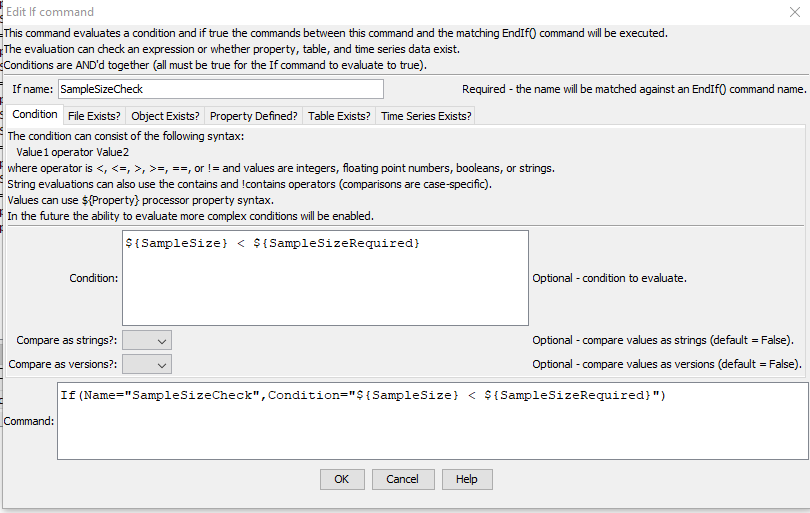 Edit If command
This command evaluates a condition and if true the commands between this command and the matching EndIf() command will be executed.
The evaluation can check an expression or whether property, table, and time series data exist.
Conditions are AND'd together (all must be true for the If command to evaluate to true).
If name: SampleSizeCheck Required - the name will be matched against an EndIf() command name.
Condition File Exists? Object Exists? Property Defined? Table Exists? Time Series Exists?
The condition can consist of the following syntax:
Value1 operator Value2
where operator is <, <=, >, >=, ==, or != and values are integers, floating point numbers, booleans, or strings.
String evaluations can also use the contains and !contains operators (comparisons are case-specific).
Values can use ${Property} processor property syntax.
In the future the ability to evaluate more complex conditions will be enabled.
${SampleSize} < ${SampleSizeRequired}
Condition: Optional - condition to evaluate.
Compare as strings?: Optional - compare values as strings (default = False).
Compare as versions?: Optional - compare values as versions (default = False).
If(Name="SampleSizeCheck",Condition="${SampleSize} < ${SampleSizeRequired}")
Command:
OK Cancel Help